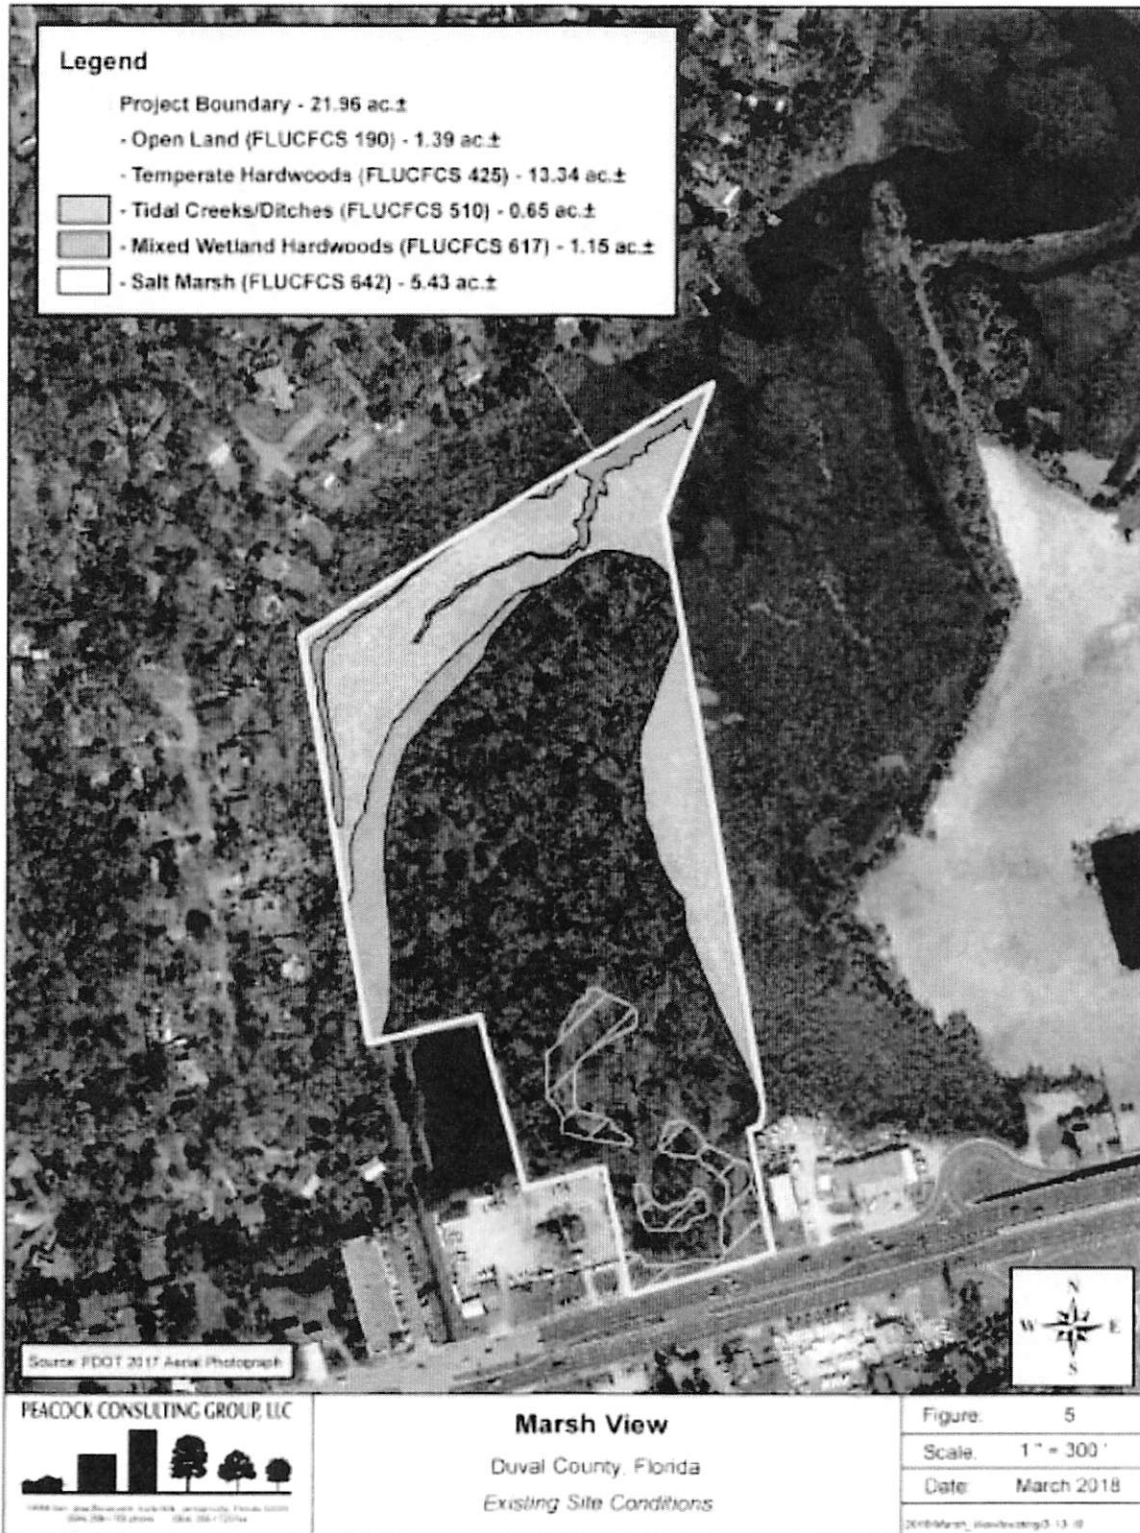 Legend
Project Boundary - 21.96 ac.±
- Open Land (FLUCFCS 190) - 1.39 ac.±
- Temperate Hardwoods (FLUCFCS 425) - 13.34 ac.±
- Tidal Creeks/Ditches (FLUCFCS 510) - 0.65 ac.±
- Mixed Wetland Hardwoods (FLUCFCS 617) - 1.15 ac.±
- Salt Marsh (FLUCFCS 642) - 5.43 ac.±
N
W E
S
Source: FDOT 2017 Aerial Photograph
PEACOCK CONSULTING GROUP, LLC
Marsh View
Duval County, Florida
Existing Site Conditions
Figure: 5
Scale: 1" = 300'
Date: March 2018